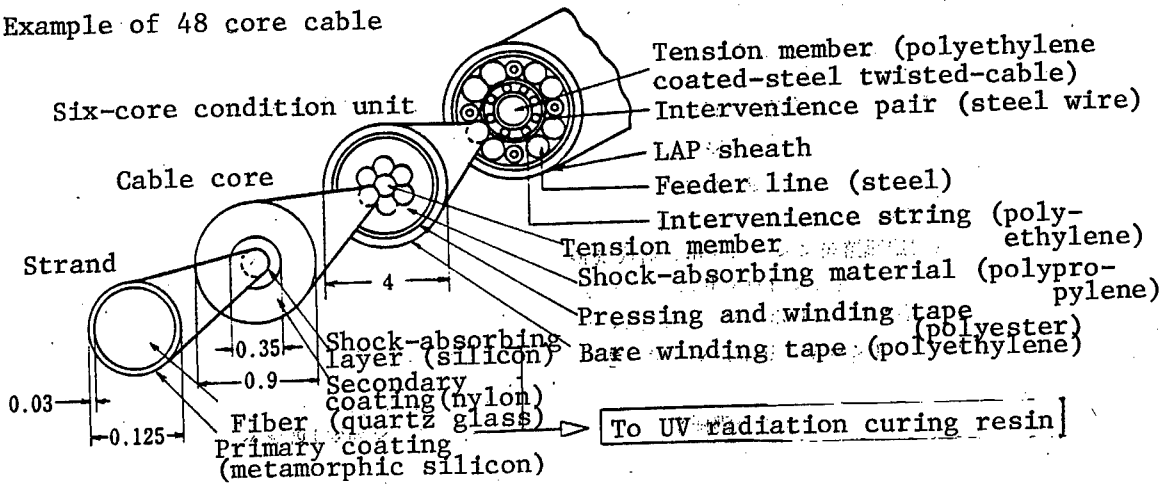 Example of 48 core cable
Six-core condition unit
Cable core
Strand
Tension member (polyethylene
coated-steel twisted-cable)
Intervenience pair (steel wire)
LAP sheath
Feeder line (steel)
Intervenience string (poly-
ethylene)
Tension member
Shock-absorbing material (polypro-
pylene)
Pressing and winding tape
(polyester)
Bare winding tape (polyethylene)
4
0.35
0.9
0.03
0.125
Shock-absorbing
layer (silicon)
Secondary
coating(nylon)
Fiber (quartz glass)
Primary coating
(metamorphic silicon)
To UV radiation curing resin